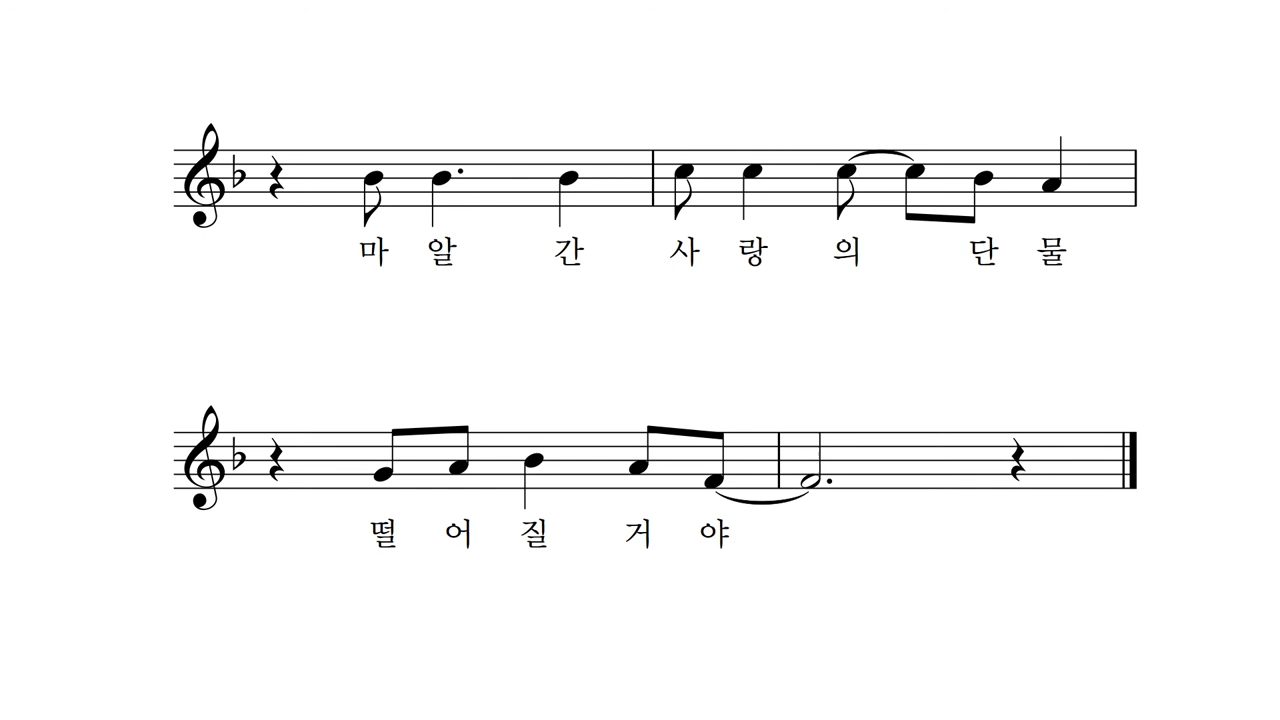 마 알 간 사 랑 의 단 물
떨 어 질 거 야